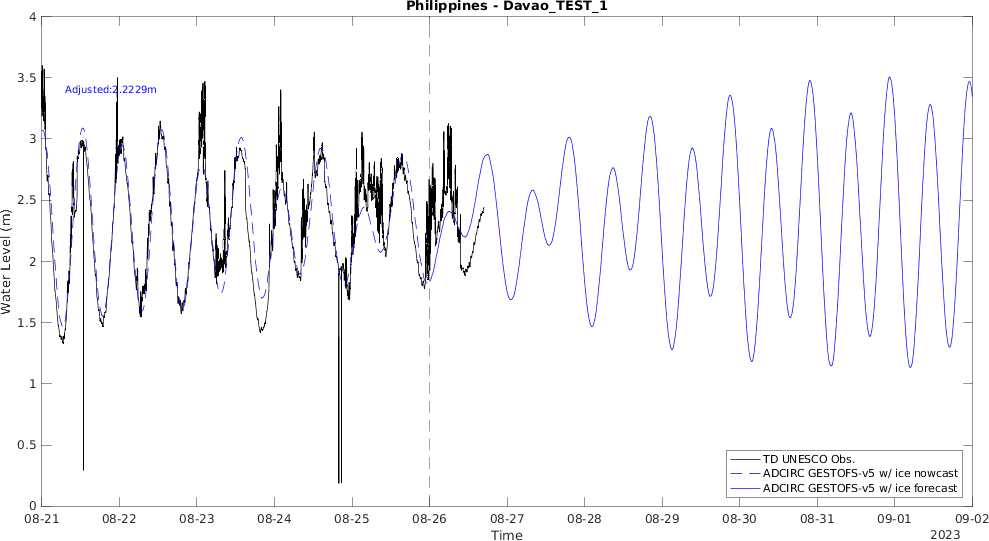 Philippines - Davao_TEST_1
Adjusted:2.2229m
Water Level (m)
4
3.5
3
2.5
2
1.5
1
0.5
0
08-21 08-22 08-23 08-24 08-25 08-26 08-27 08-28 08-29 08-30 08-31 09-01 09-02
Time
2023
TD UNESCO Obs.
ADCIRC GESTOFS-v5 w/ ice nowcast
ADCIRC GESTOFS-v5 w/ ice forecast